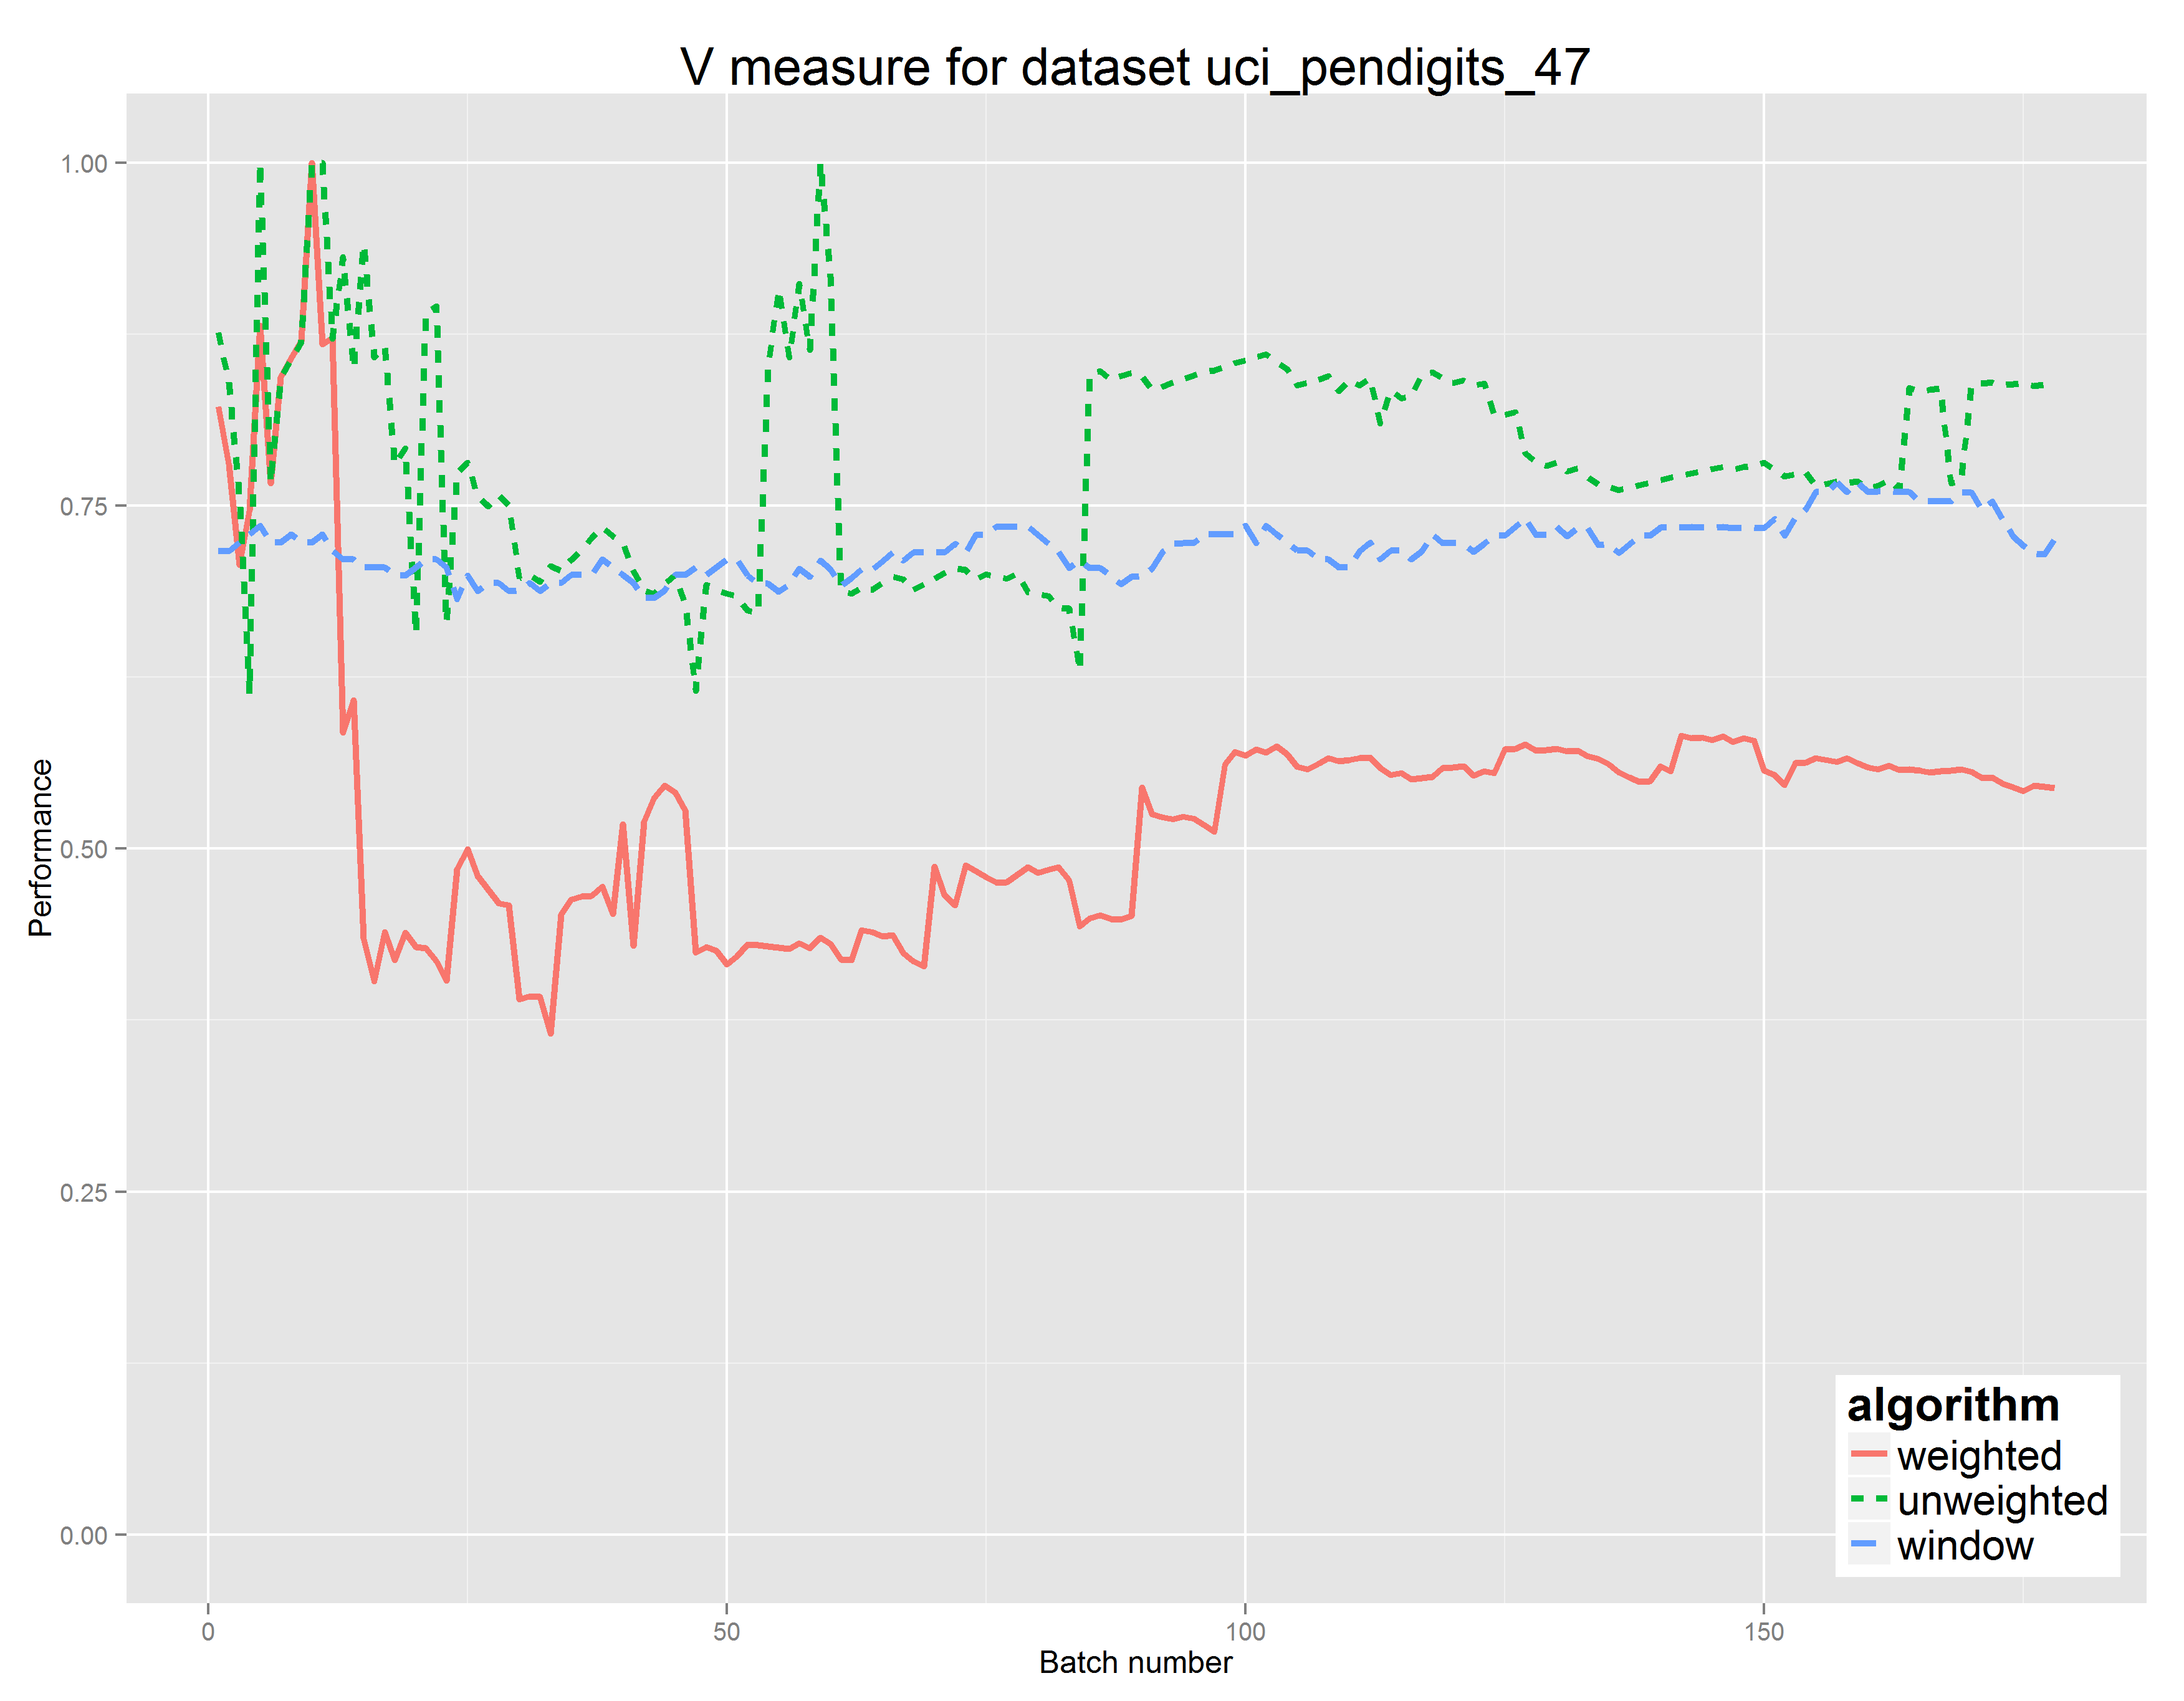 V measure for dataset uci_pendigits_47
Performance
1.00
0.75
0.50
0.25
0.00
0
50
100
150
Batch number
algorithm
weighted
unweighted
window